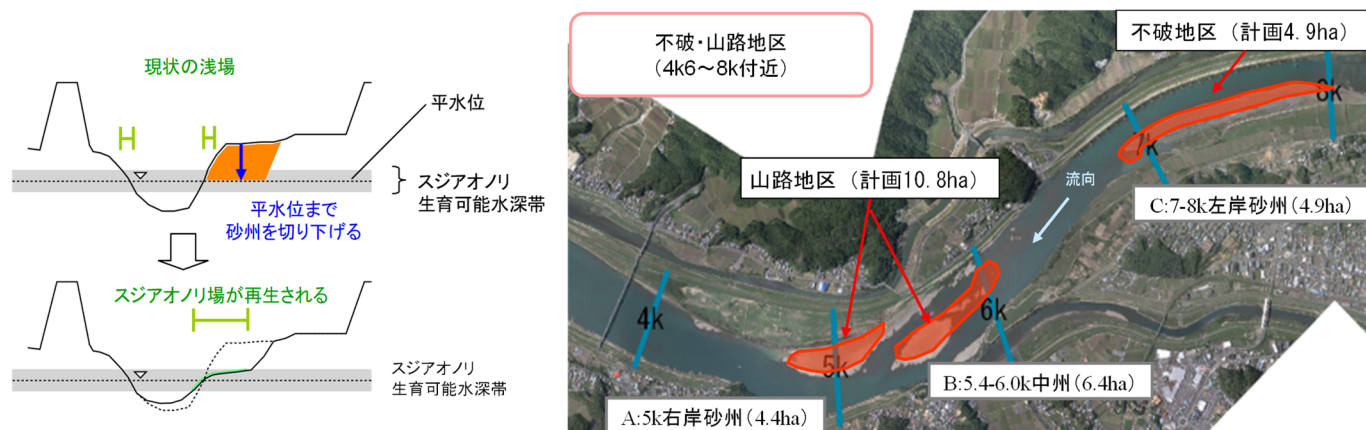 現状の浅場
平水位
スジアオノリ
生育可能水深帯
平水位まで
砂州を切り下げる
スジアオノリ場が再生される
スジアオノリ
生育可能水深帯
不破・山路地区
(4k6~8k付近)
不破地区 (計画4.9ha)
8k
7k
山路地区 (計画10.8ha)
流向
C:7-8k左岸砂州(4.9ha)
4k
6k
5k
B:5.4-6.0k中州(6.4ha)
A:5k右岸砂州(4.4ha)